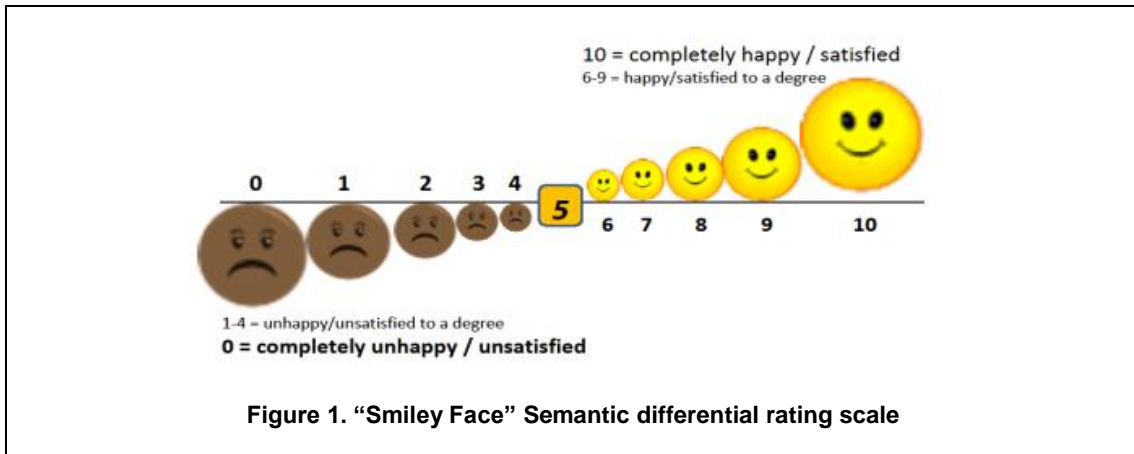 10 = completely happy / satisfied
6-9 = happy/satisfied to a degree
0 1 2 3 4
5
6 7 8 9 10
1-4 = unhappy/unsatisfied to a degree
0 = completely unhappy / unsatisfied
Figure 1. “Smiley Face” Semantic differential rating scale